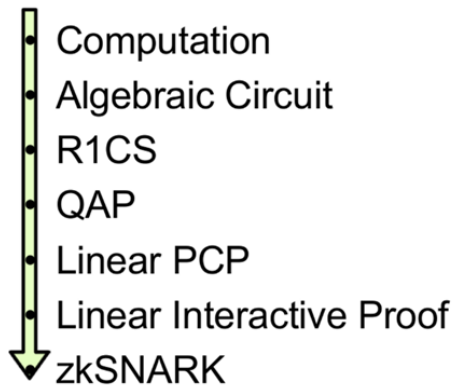 Computation
Algebraic Circuit
R1CS
QAP
Linear PCP
Linear Interactive Proof
zkSNARK